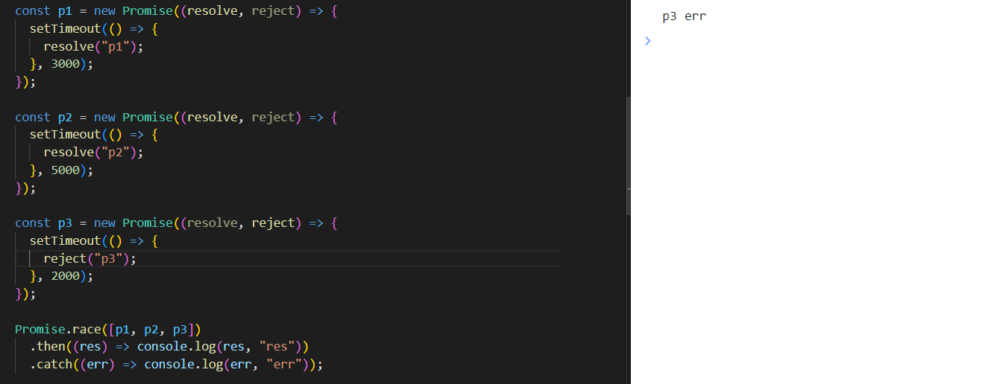 const p1 = new Promise((resolve, reject) => {
  setTimeout(() => {
    resolve("p1");
  }, 3000);
});

const p2 = new Promise((resolve, reject) => {
  setTimeout(() => {
    resolve("p2");
  }, 5000);
});

const p3 = new Promise((resolve, reject) => {
  setTimeout(() => {
    reject("p3");
  }, 2000);
});

Promise.race([p1, p2, p3])
  .then((res) => console.log(res, "res"))
  .catch((err) => console.log(err, "err"));
p3 err
>